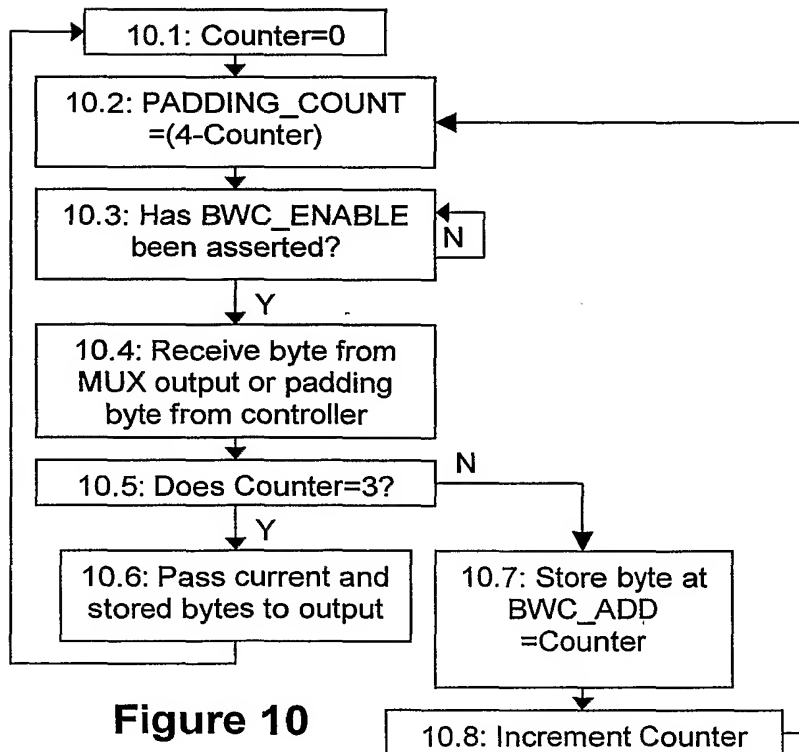 10.1: Counter=0
10.2: PADDING_COUNT
=(4-Counter)
10.3: Has BWC_ENABLE
been asserted?
N
Y
10.4: Receive byte from
MUX output or padding
byte from controller
10.5: Does Counter=3?
N
Y
10.6: Pass current and
stored bytes to output
10.7: Store byte at
BWC_ADD
=Counter
10.8: Increment Counter
Figure 10